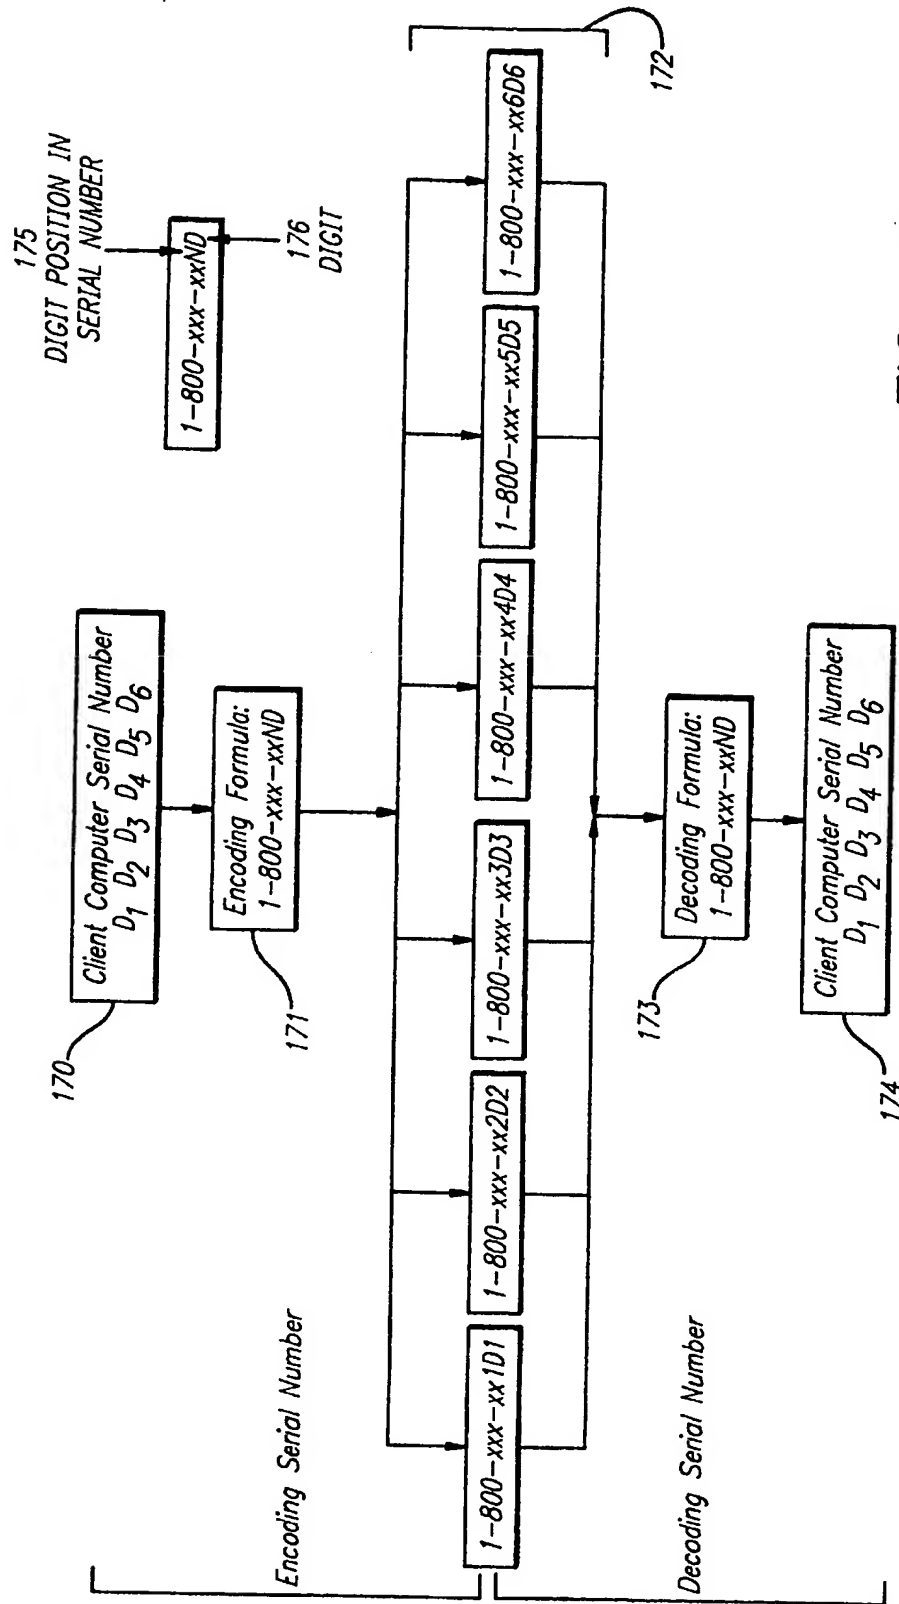 175
DIGIT POSITION IN
SERIAL NUMBER
1-800-xxx-xxND
176
DIGIT
170
Client Computer Serial Number
D1 D2 D3 D4 D5 D6
171
Encoding Formula:
1-800-xxx-xxND
Encoding Serial Number
1-800-xxx-xx1D1
1-800-xxx-xx2D2
1-800-xxx-xx3D3
1-800-xxx-xx4D4
1-800-xxx-xx5D5
1-800-xxx-xx6D6
172
Decoding Serial Number
173
Decoding Formula:
1-800-xxx-xxND
174
Client Computer Serial Number
D1 D2 D3 D4 D5 D6